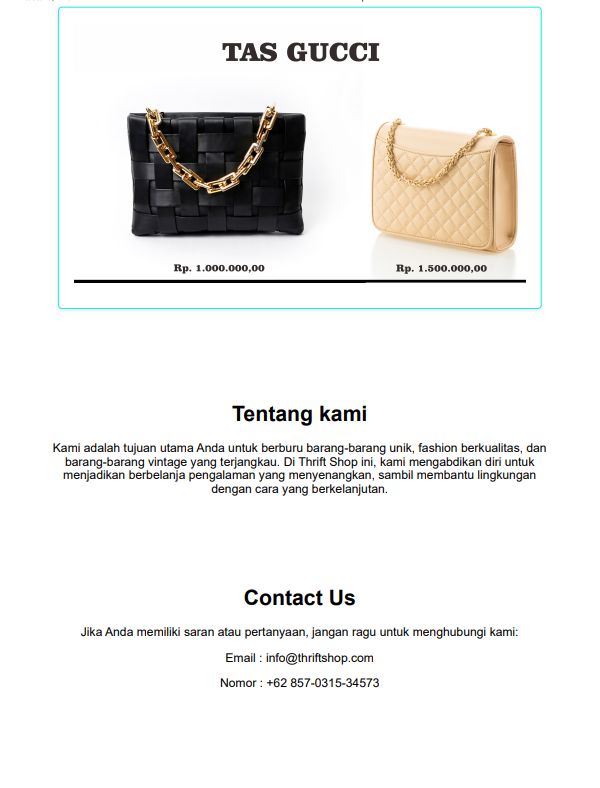 TAS GUCCI
Rp. 1.000.000,00
Rp. 1.500.000,00
Tentang kami
Kami adalah tujuan utama Anda untuk berburu barang-barang unik, fashion berkualitas, dan
barang-barang vintage yang terjangkau. Di Thrift Shop ini, kami mengabdikan diri untuk
menjadikan berbelanja pengalaman yang menyenangkan, sambil membantu lingkungan
dengan cara yang berkelanjutan.
Contact Us
Jika Anda memiliki saran atau pertanyaan, jangan ragu untuk menghubungi kami:
Email : info@thriftshop.com
Nomor : +62 857-0315-34573